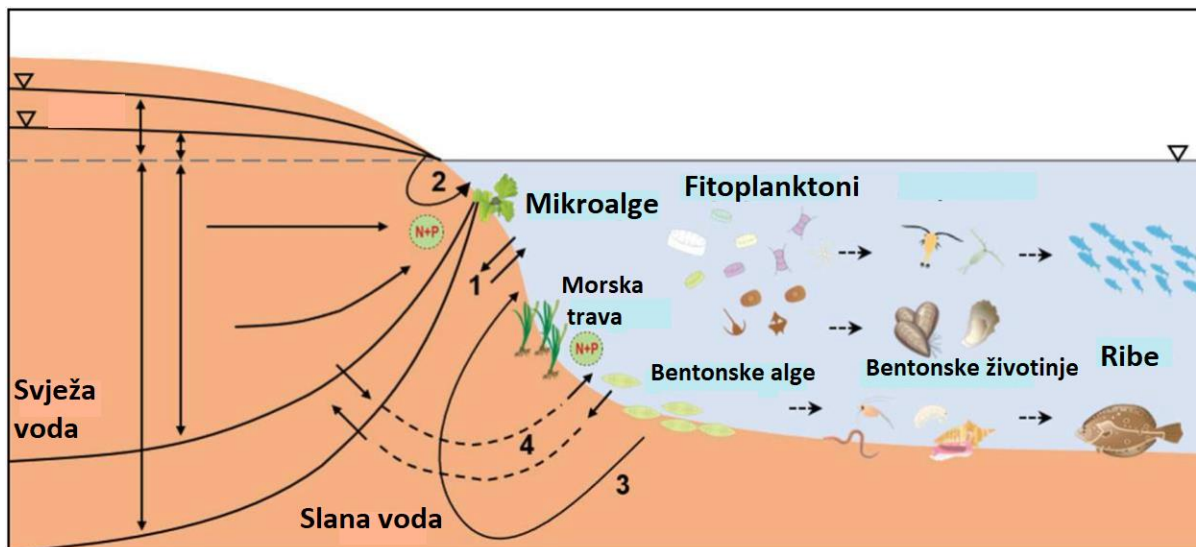 Fitoplanktoni
2
Mikroalge
N+P
1
Morska
trava
N+P
Bentonske alge
Bentonske životinje
Ribe
Svježa
voda
4
3
Slana voda